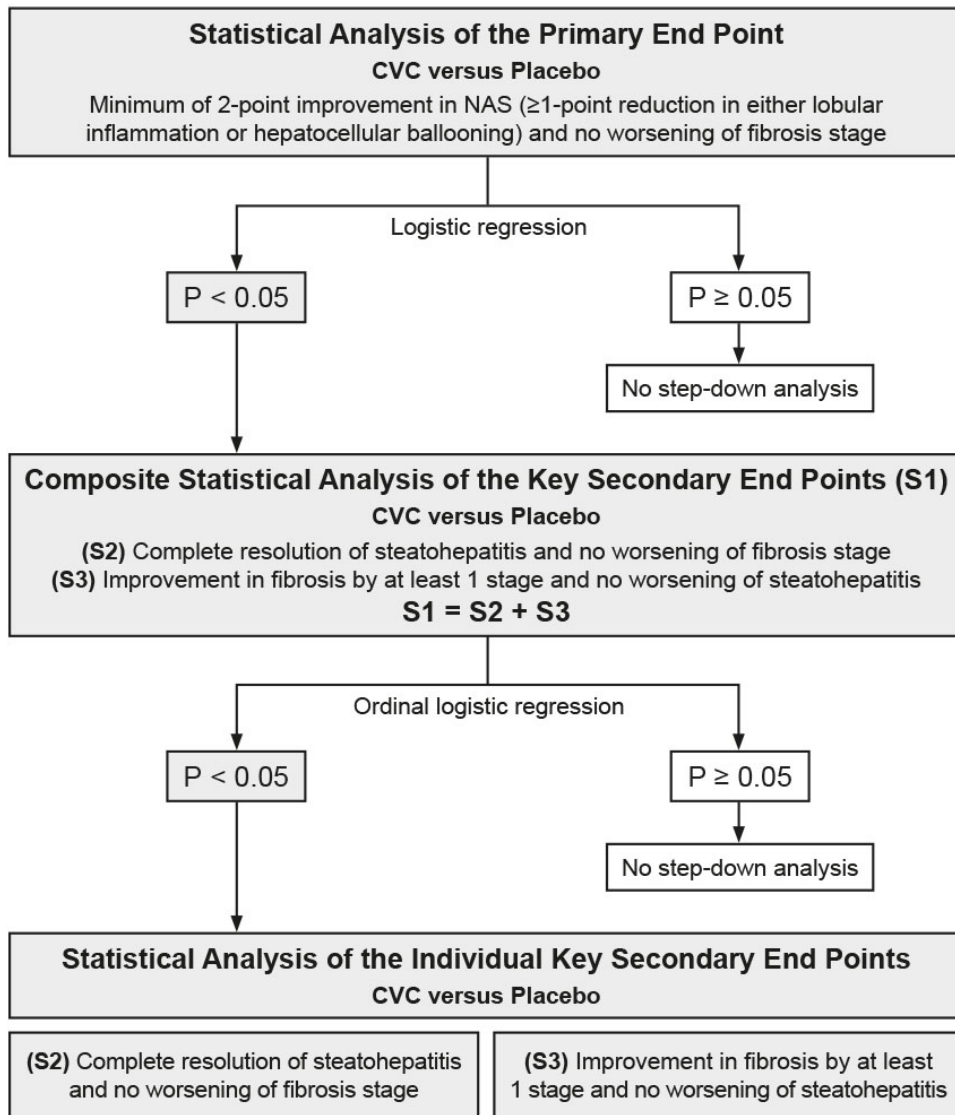 Statistical Analysis of the Primary End Point
CVC versus Placebo
Minimum of 2-point improvement in NAS (≥1-point reduction in either lobular
inflammation or hepatocellular ballooning) and no worsening of fibrosis stage
Logistic regression
P < 0.05
P ≥ 0.05
No step-down analysis
Composite Statistical Analysis of the Key Secondary End Points (S1)
CVC versus Placebo
(S2) Complete resolution of steatohepatitis and no worsening of fibrosis stage
(S3) Improvement in fibrosis by at least 1 stage and no worsening of steatohepatitis
S1 = S2 + S3
Ordinal logistic regression
P < 0.05
P ≥ 0.05
No step-down analysis
Statistical Analysis of the Individual Key Secondary End Points
CVC versus Placebo
(S2) Complete resolution of steatohepatitis
and no worsening of fibrosis stage
(S3) Improvement in fibrosis by at least
1 stage and no worsening of steatohepatitis